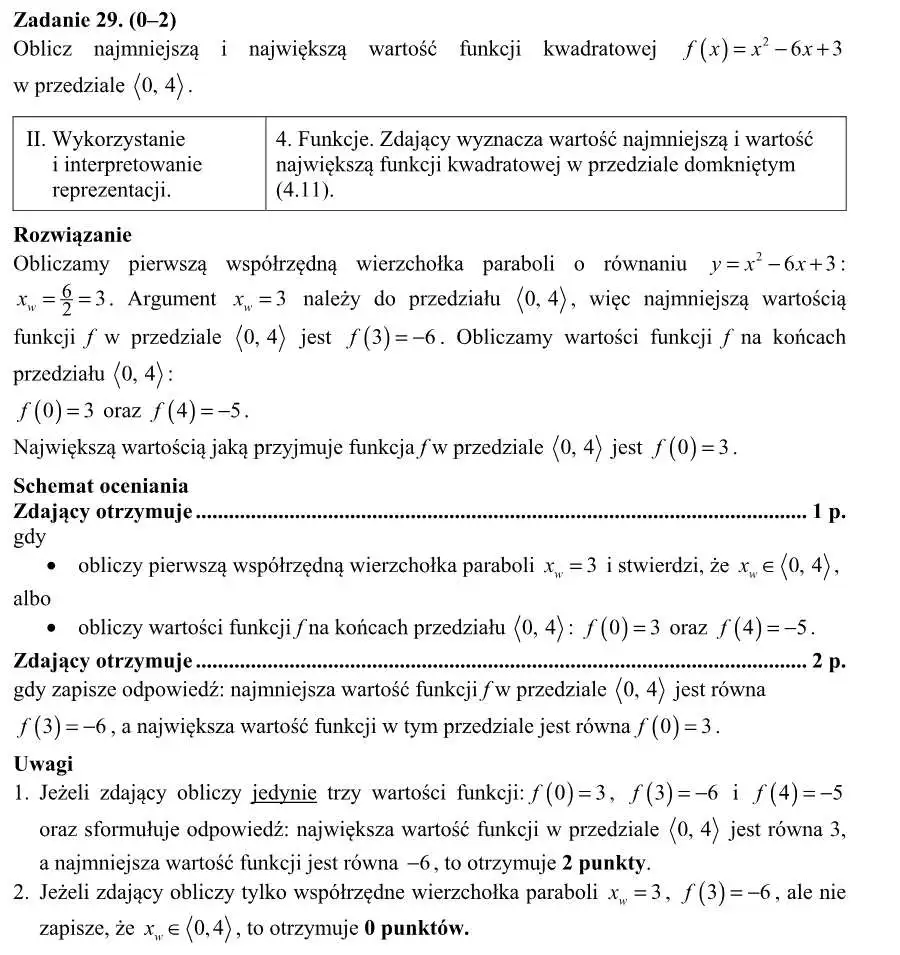 Zadanie 29. (0–2)
Oblicz najmniejszą i największą wartość funkcji kwadratowej f(x) = x² − 6x + 3
w przedziale ⟨0, 4⟩.
II. Wykorzystanie
i interpretowanie
reprezentacji.
4. Funkcje. Zdający wyznacza wartość najmniejszą i wartość
największą funkcji kwadratowej w przedziale domkniętym
(4.11).
Rozwiązanie
Obliczamy pierwszą współrzędną wierzchołka paraboli o równaniu y = x² − 6x + 3:
x_w = 6/2 = 3. Argument x_w = 3 należy do przedziału ⟨0, 4⟩, więc najmniejszą wartością
funkcji f w przedziale ⟨0, 4⟩ jest f(3) = −6. Obliczamy wartości funkcji f na końcach
przedziału ⟨0, 4⟩:
f(0) = 3 oraz f(4) = −5.
Największą wartością jaką przyjmuje funkcja f w przedziale ⟨0, 4⟩ jest f(0) = 3.
Schemat oceniania
Zdający otrzymuje ............................................................................................................. 1 p.
gdy
• obliczy pierwszą współrzędną wierzchołka paraboli x_w = 3 i stwierdzi, że x_w ∈ ⟨0, 4⟩,
albo
• obliczy wartości funkcji f na końcach przedziału ⟨0, 4⟩: f(0) = 3 oraz f(4) = −5.
Zdający otrzymuje ............................................................................................................. 2 p.
gdy zapisze odpowiedź: najmniejsza wartość funkcji f w przedziale ⟨0, 4⟩ jest równa
f(3) = −6, a największa wartość funkcji w tym przedziale jest równa f(0) = 3.
Uwagi
1. Jeżeli zdający obliczy jedynie trzy wartości funkcji: f(0) = 3, f(3) = −6 i f(4) = −5
oraz sformułuje odpowiedź: największa wartość funkcji w przedziale ⟨0, 4⟩ jest równa 3,
a najmniejsza wartość funkcji jest równa −6, to otrzymuje 2 punkty.
2. Jeżeli zdający obliczy tylko współrzędne wierzchołka paraboli x_w = 3, f(3) = −6, ale nie
zapisze, że x_w ∈ ⟨0,4⟩, to otrzymuje 0 punktów.